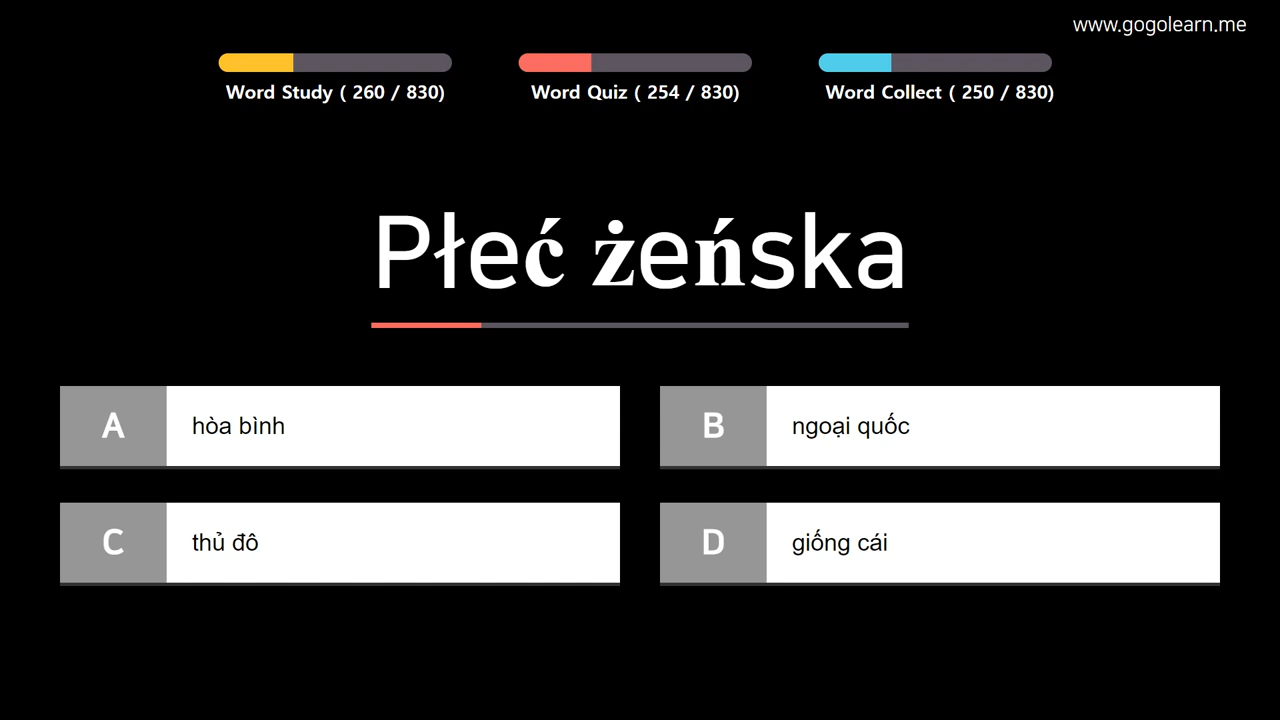 www.gogolearn.me
Word Study ( 260 / 830)
Word Quiz ( 254 / 830)
Word Collect ( 250 / 830)
Płeć żeńska
A hòa bình
B ngoại quốc
C thủ đô
D giống cái